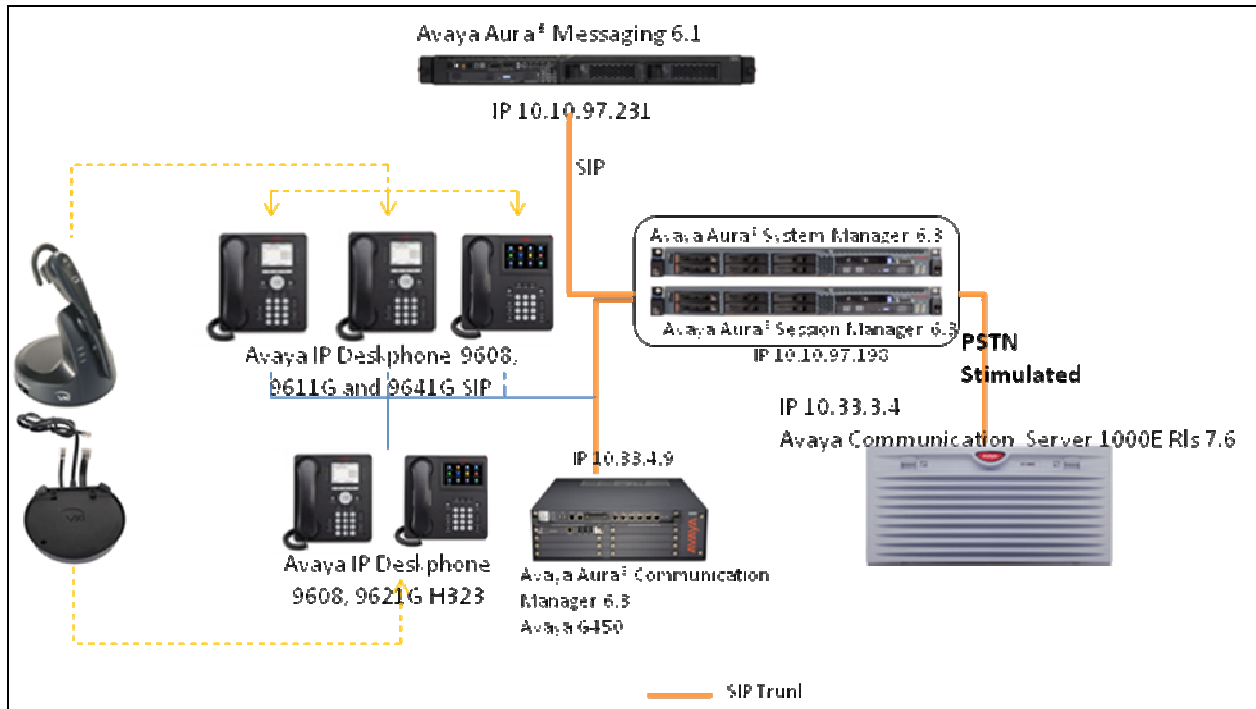 Avaya Aura® Messaging 6.1
IP 10.10.97.231
SIP
Avaya Aura® System Manager 6.3
Avaya Aura® Session Manager 6.3
IP 10.10.97.198
PSTN
Stimulated
IP 10.33.3.4
Avaya Communication Server 1000E Rls 7.6
Avaya IP Deskphone 9608,
9611G and 9641G SIP
IP 10.33.4.9
Avaya IP Deskphone
9608, 9621G H323
AVAYA
Avaya Aura® Communication
Manager 6.3
Avaya G450
VXi
SIP Trunl